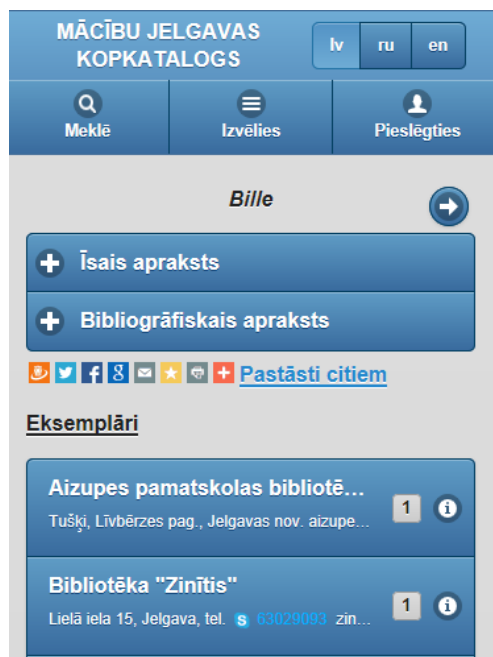 MĀCĪBU JELGAVAS
KOPKATALOGS
lv
ru
en
Meklē
Izvēlies
Pieslēgties
Bille
Īsais apraksts
Bibliogrāfiskais apraksts
Pastāsti citiem
Eksemplāri
Aizupes pamatskolas bibliotē...
Tušķi, Līvbērzes pag., Jelgavas nov. aizupe...
1
Bibliotēka "Zinītis"
Lielā iela 15, Jelgava, tel. 63029093 zin...
1